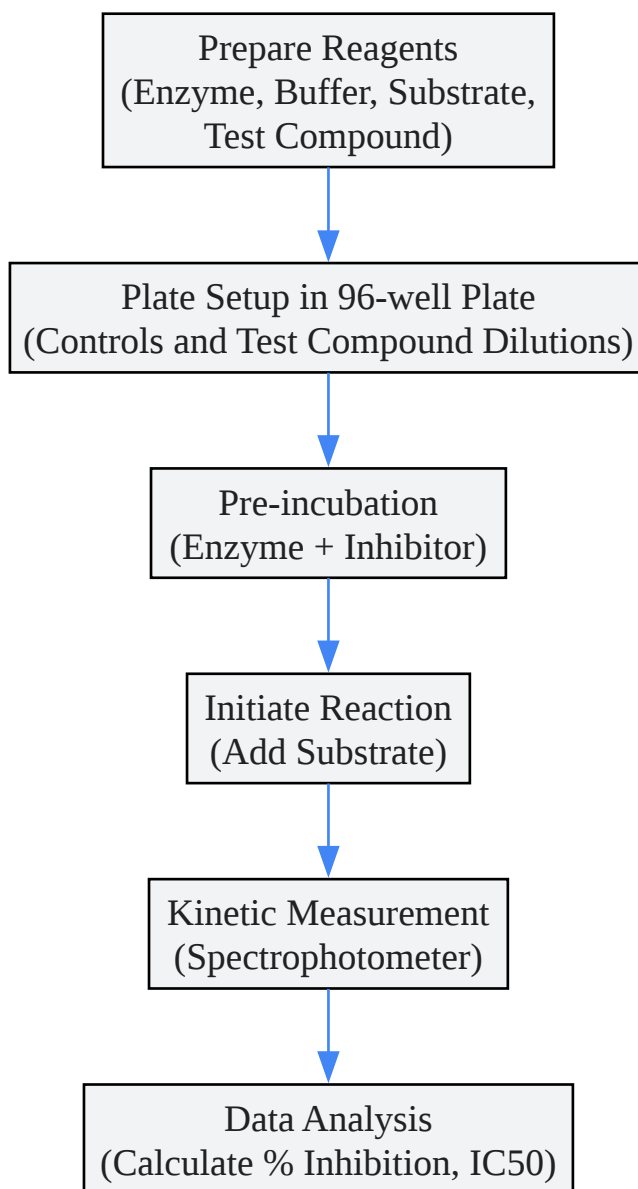 Prepare Reagents
(Enzyme, Buffer, Substrate,
Test Compound)
Plate Setup in 96-well Plate
(Controls and Test Compound Dilutions)
Pre-incubation
(Enzyme + Inhibitor)
Initiate Reaction
(Add Substrate)
Kinetic Measurement
(Spectrophotometer)
Data Analysis
(Calculate % Inhibition, IC50)